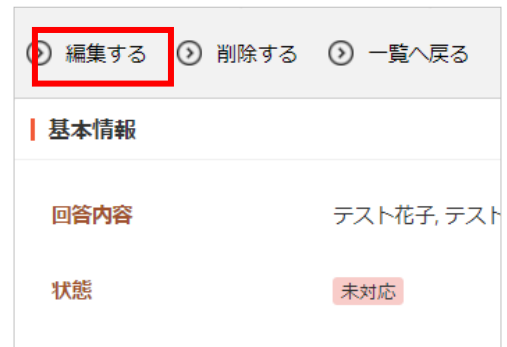 編集する 削除する 一覧へ戻る
基本情報
回答内容 テスト花子, テスト
状態 未対応